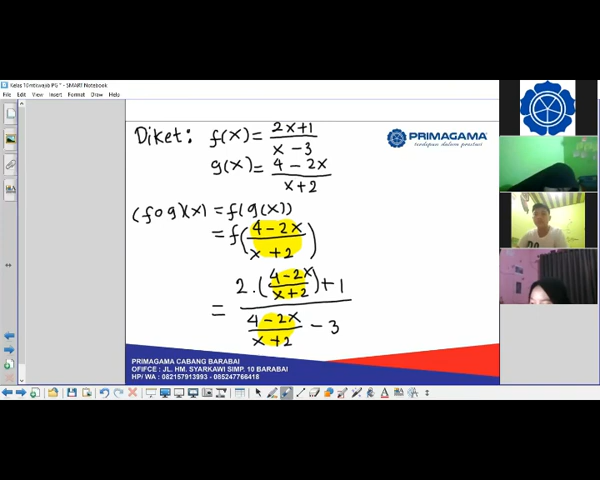 Kelas 10mtkwajib PG * - SMART Notebook
File Edit View Insert Format Draw Help
Diket: f(x) = (2x+1)/(x-3)
g(x) = (4-2x)/(x+2)
PRIMAGAMA
terdepan dalam prestasi
(f o g)(x) = f(g(x))
= f((4-2x)/(x+2))
= (2.((4-2x)/(x+2))+1)/((4-2x)/(x+2) - 3)
PRIMAGAMA CABANG BARABAI
OFIFCE : JL. HM. SYARKAWI SIMP. 10 BARABAI
HP/ WA : 082157913993 - 085247766418